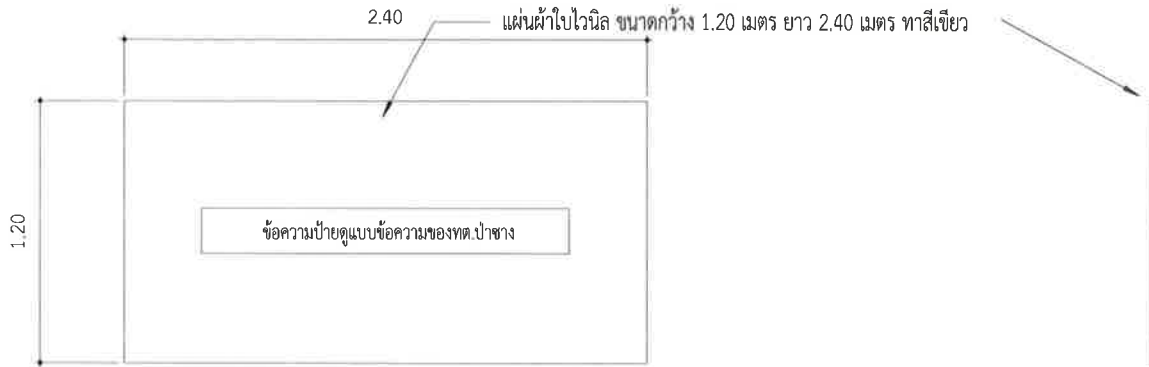 2.40
แผ่นผ้าใบไวนิล ขนาดกว้าง 1.20 เมตร ยาว 2.40 เมตร ทาสีเขียว
1.20
ข้อความป้ายดูแบบข้อความของทต.ป่าซาง